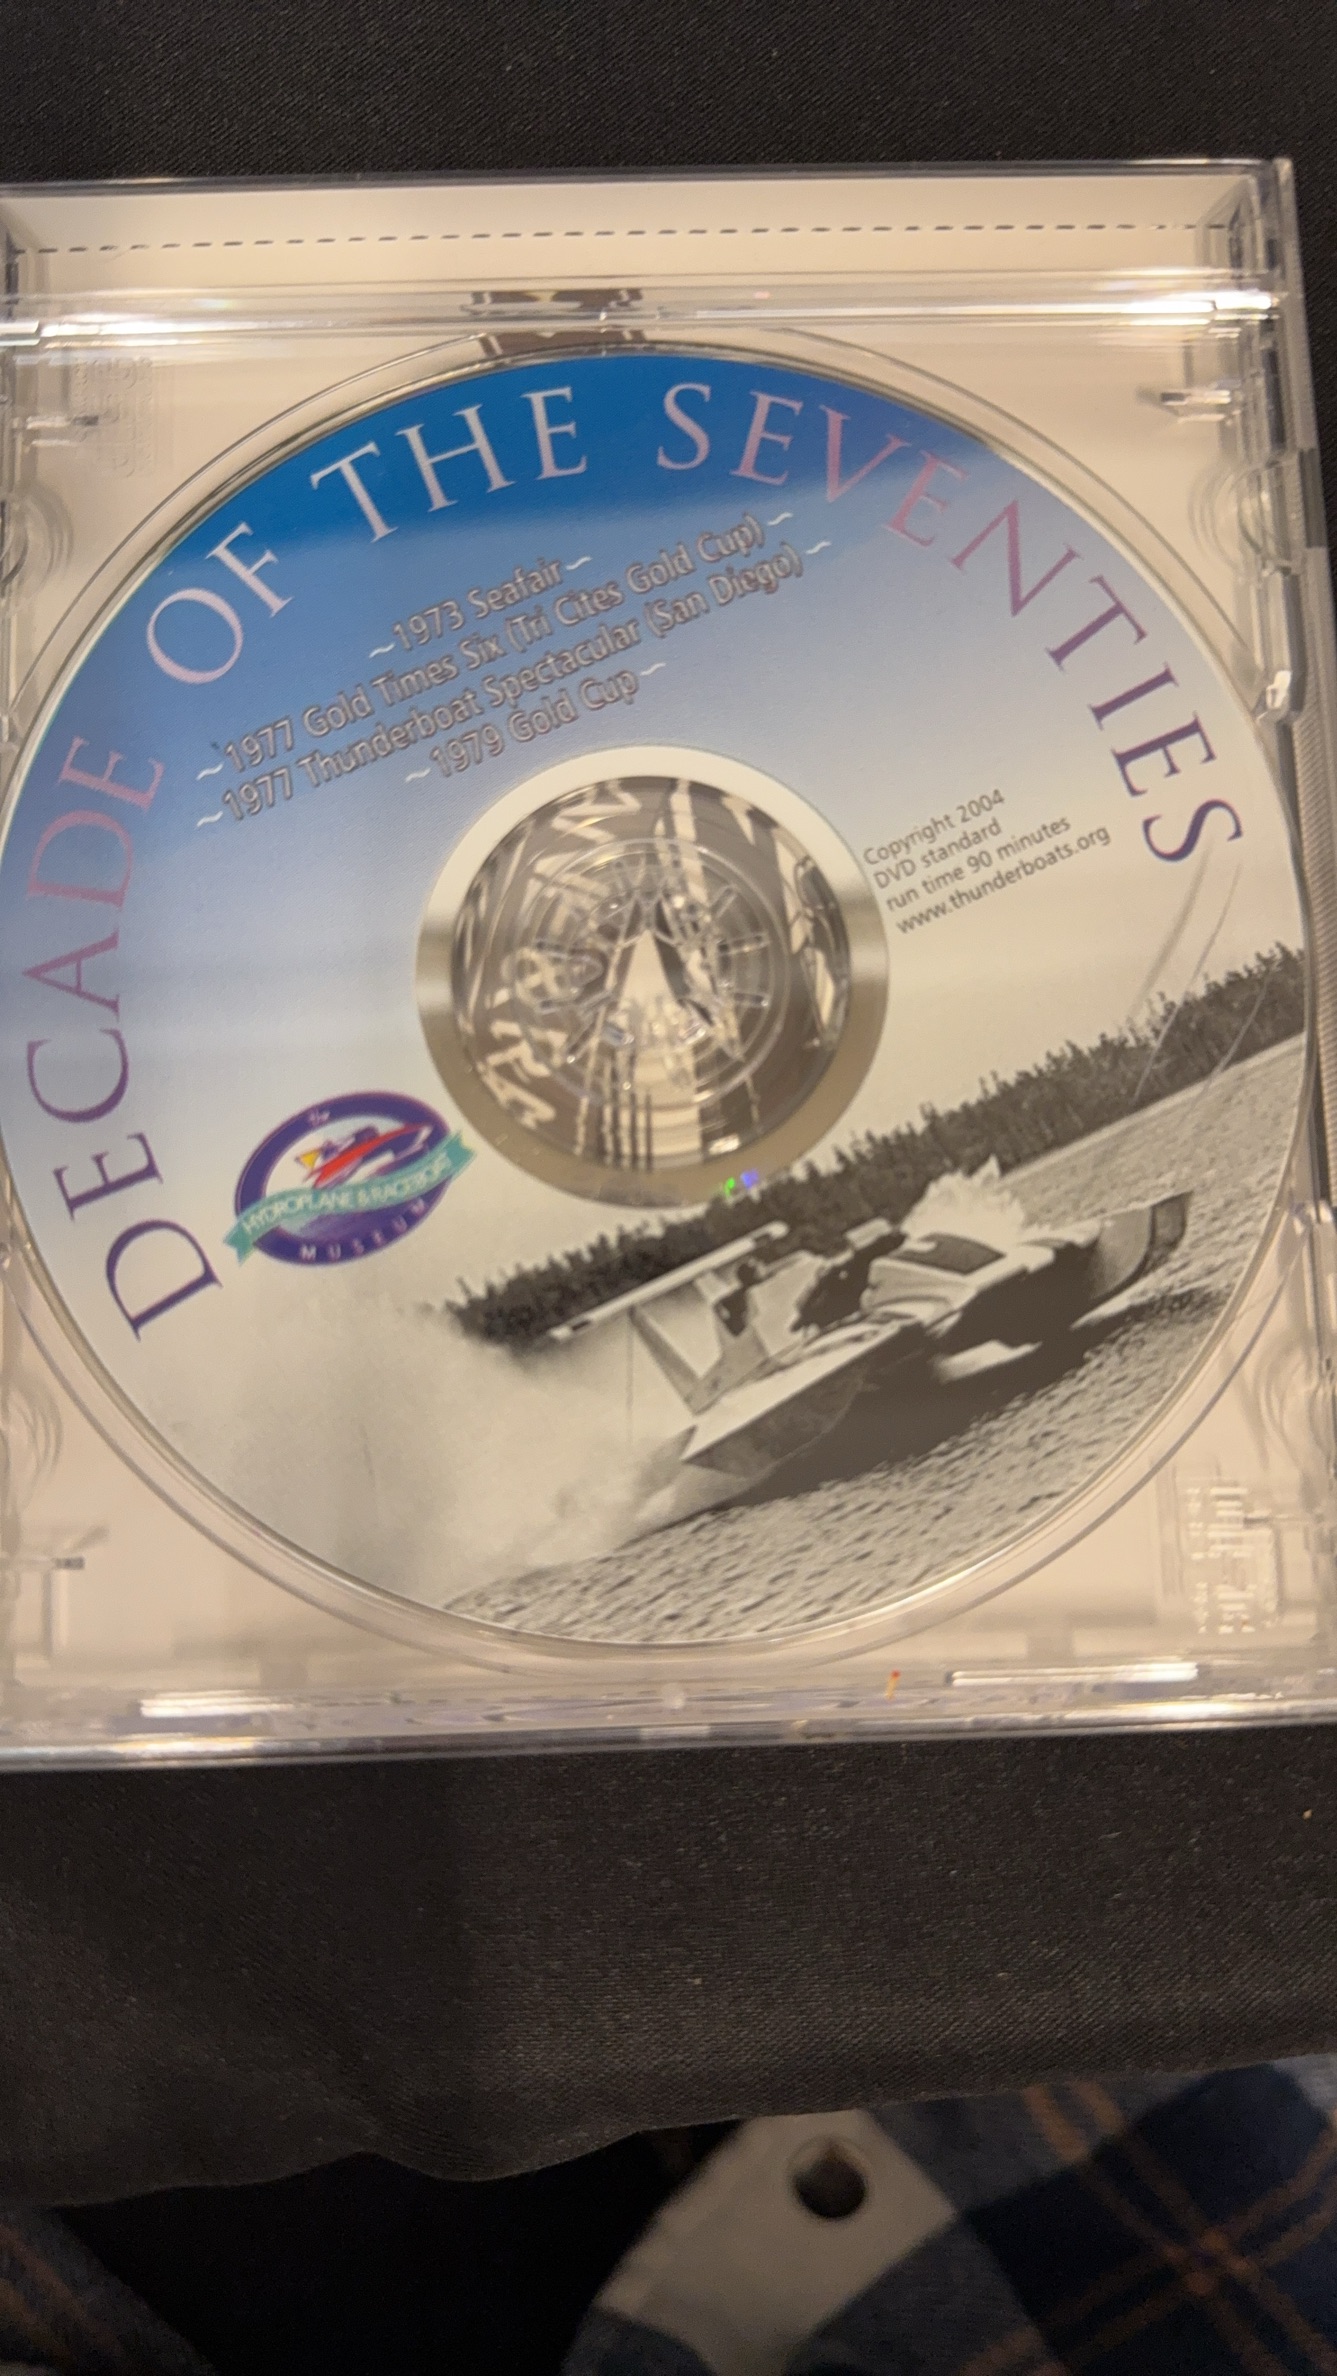 DECADE OF THE SEVENTIES
~1973 Seafair~
~1977 Gold Times Six (Tri Cites Gold Cup)~
~1977 Thunderboat Spectacular (San Diego)~
~1979 Gold Cup~
Copyright 2004
DVD standard
run time 90 minutes
www.thunderboats.org
the
HYDROPLANE & RACEBOAT
MUSEUM